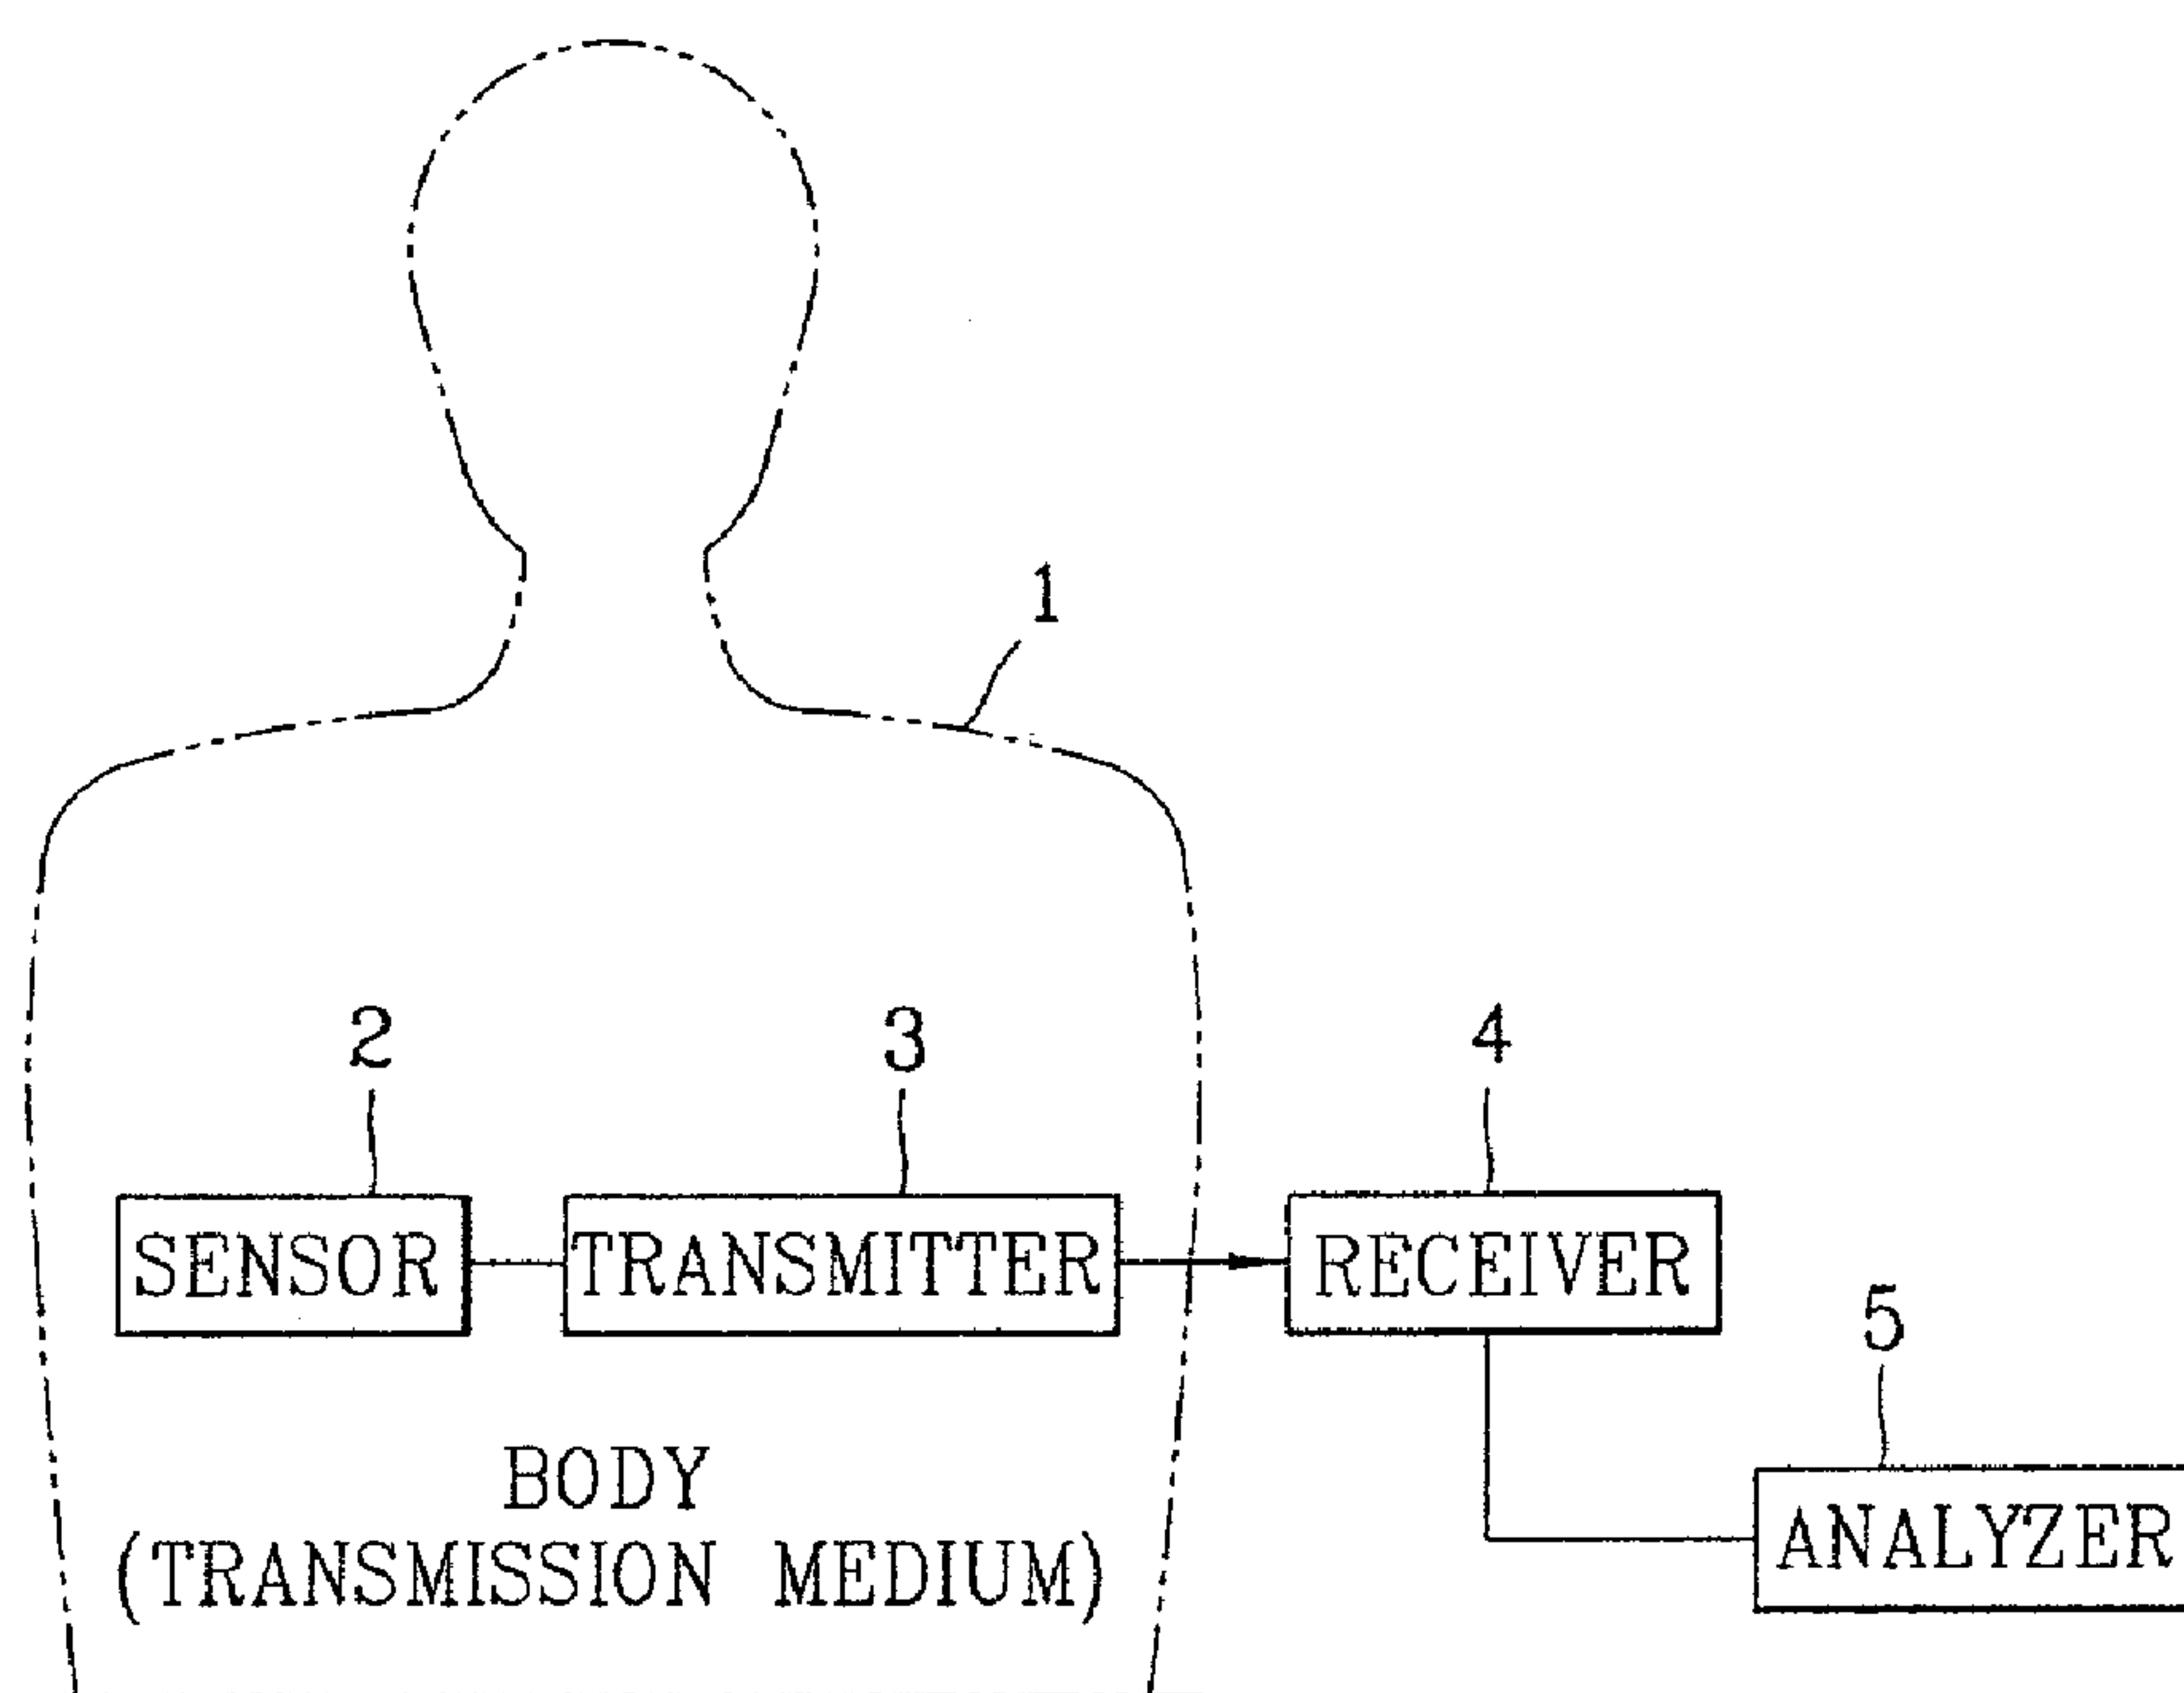 1
2
3
4
SENSOR
TRANSMITTER
RECEIVER
5
BODY
(TRANSMISSION MEDIUM)
ANALYZER